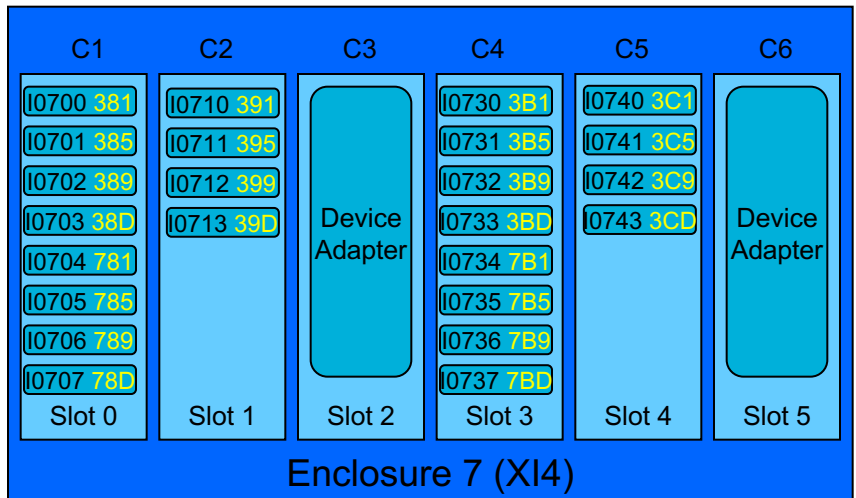 C1 C2 C3 C4 C5 C6
I0700 381
I0701 385
I0702 389
I0703 38D
I0704 781
I0705 785
I0706 789
I0707 78D
Slot 0
I0710 391
I0711 395
I0712 399
I0713 39D
Slot 1
Device
Adapter
Slot 2
I0730 3B1
I0731 3B5
I0732 3B9
I0733 3BD
I0734 7B1
I0735 7B5
I0736 7B9
I0737 7BD
Slot 3
I0740 3C1
I0741 3C5
I0742 3C9
I0743 3CD
Slot 4
Device
Adapter
Slot 5
Enclosure 7 (XI4)